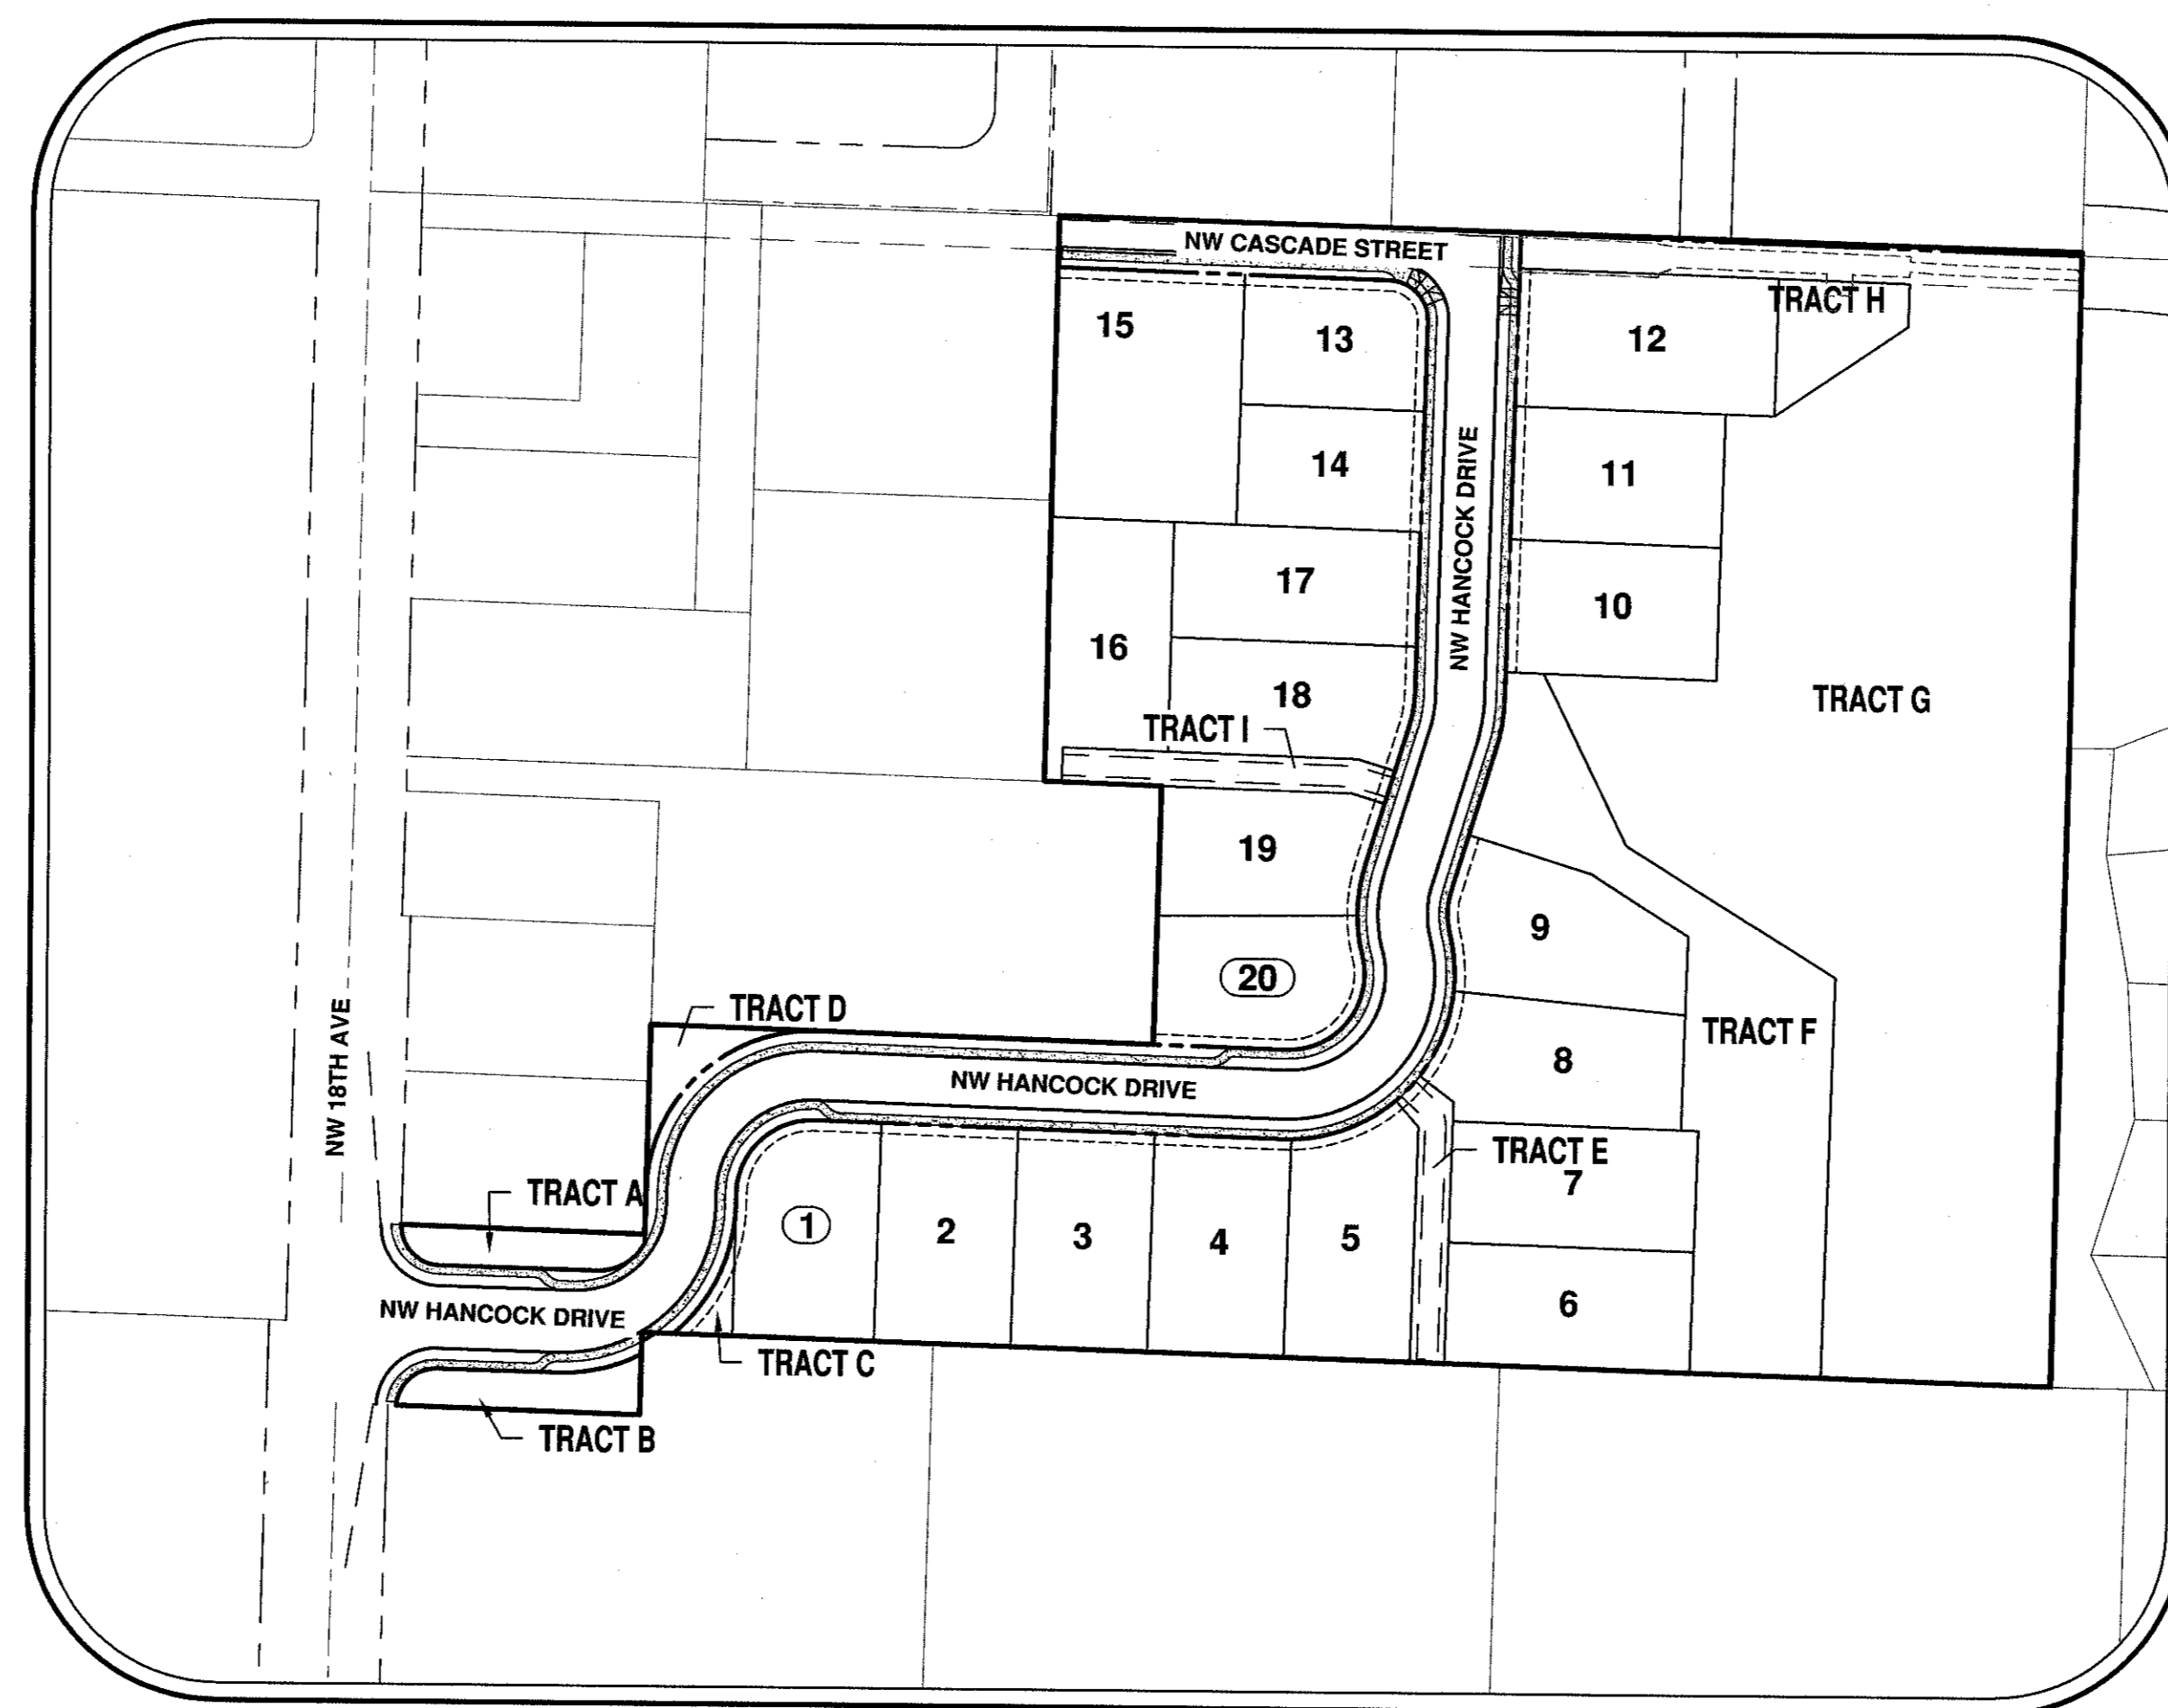 NW CASCADE STREET
TRACT H
15
13
12
14
11
NW HANCOCK DRIVE
17
10
16
18
TRACT G
TRACT I
19
9
20
TRACT D
TRACT F
8
NW HANCOCK DRIVE
NW 18TH AVE
TRACT E
7
TRACT A
1
2
3
4
5
6
NW HANCOCK DRIVE
TRACT C
TRACT B